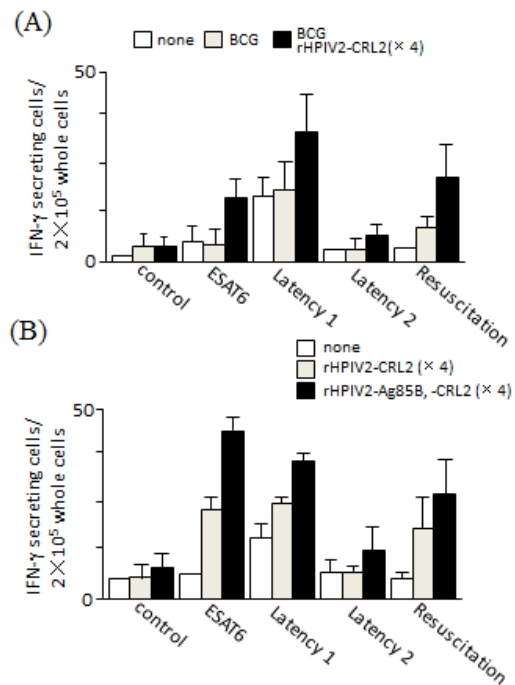 (A)
none BCG BCG
rHPIV2-CRL2(× 4)
50
0
IFN-γ secreting cells/
2×10⁵ whole cells
control ESAT6 Latency 1 Latency 2 Resuscitation
(B)
none
rHPIV2-CRL2 (× 4)
rHPIV2-Ag85B, -CRL2 (× 4)
50
0
IFN-γ secreting cells/
2×10⁵ whole cells
control ESAT6 Latency 1 Latency 2 Resuscitation